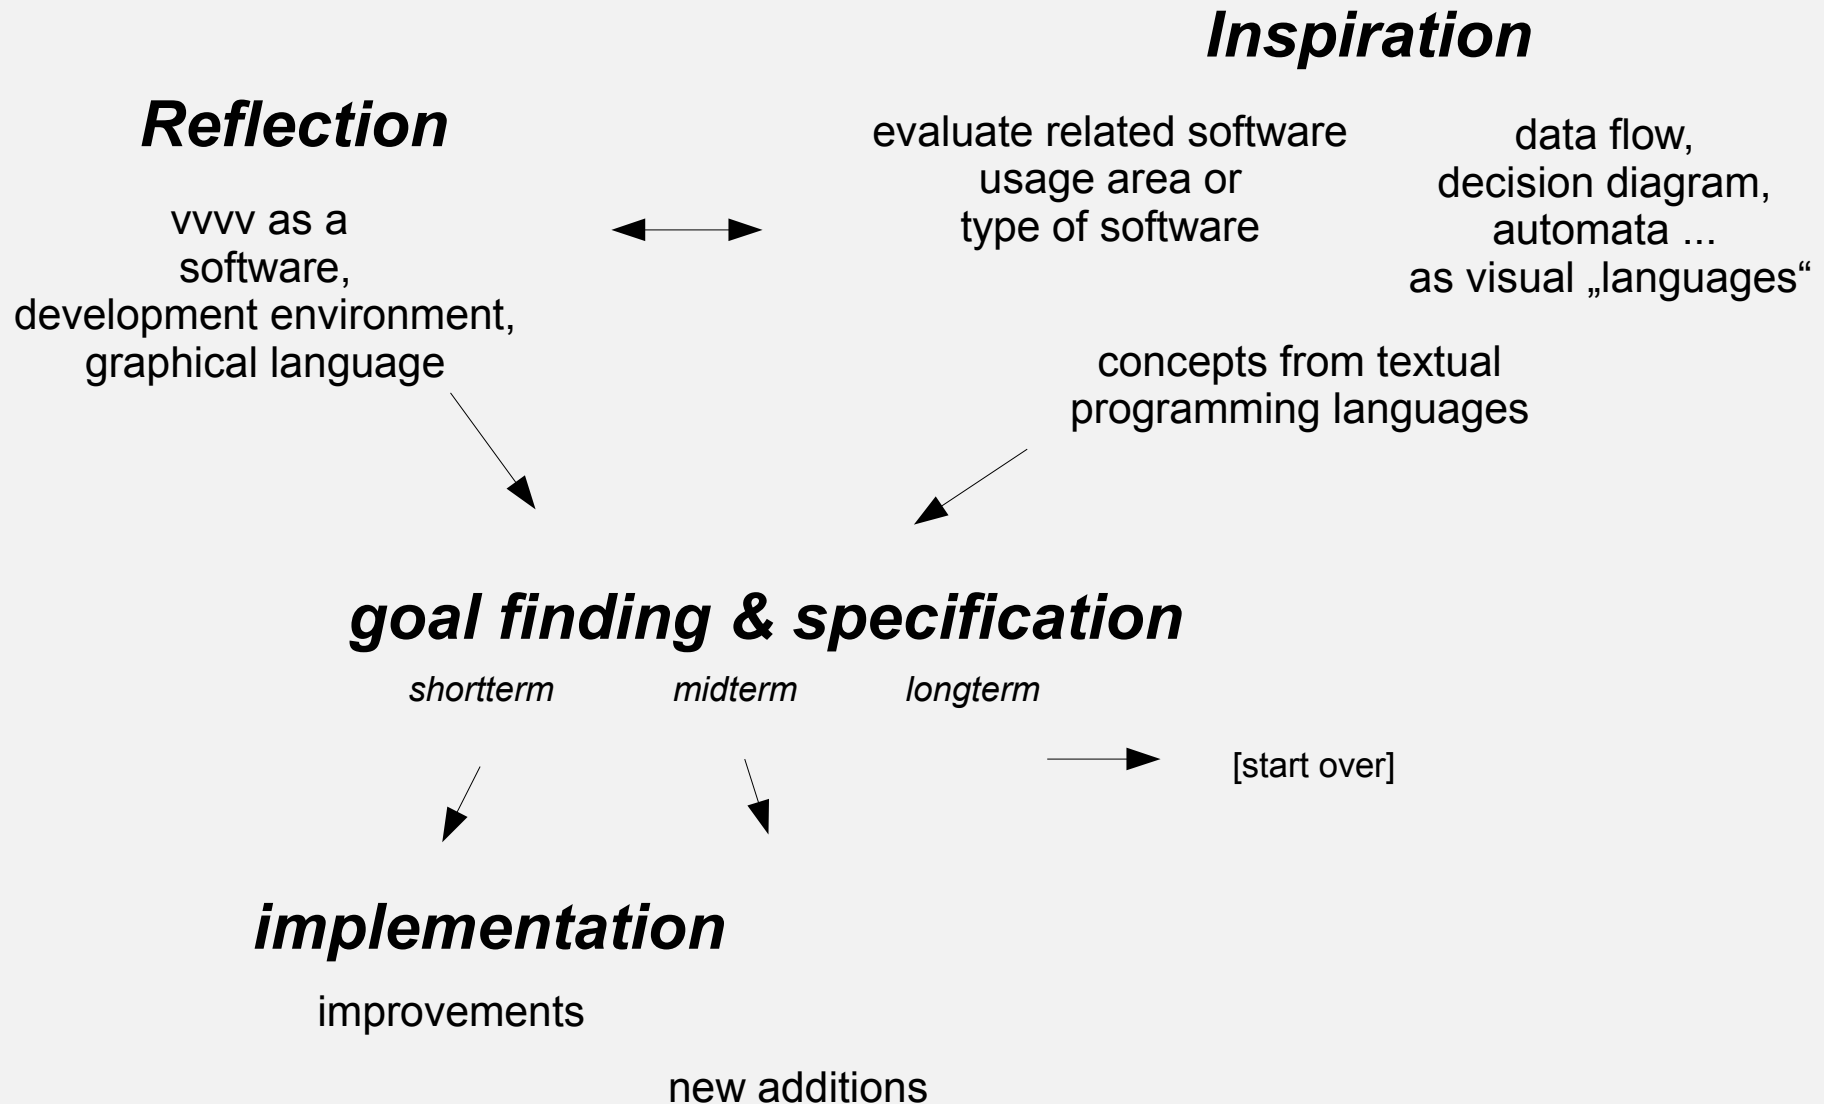 Inspiration
Reflection
evaluate related software
usage area or
type of software
data flow,
decision diagram,
automata ...
as visual „languages“
vvvv as a
software,
development environment,
graphical language
concepts from textual
programming languages
goal finding & specification
shortterm midterm longterm
[start over]
implementation
improvements
new additions